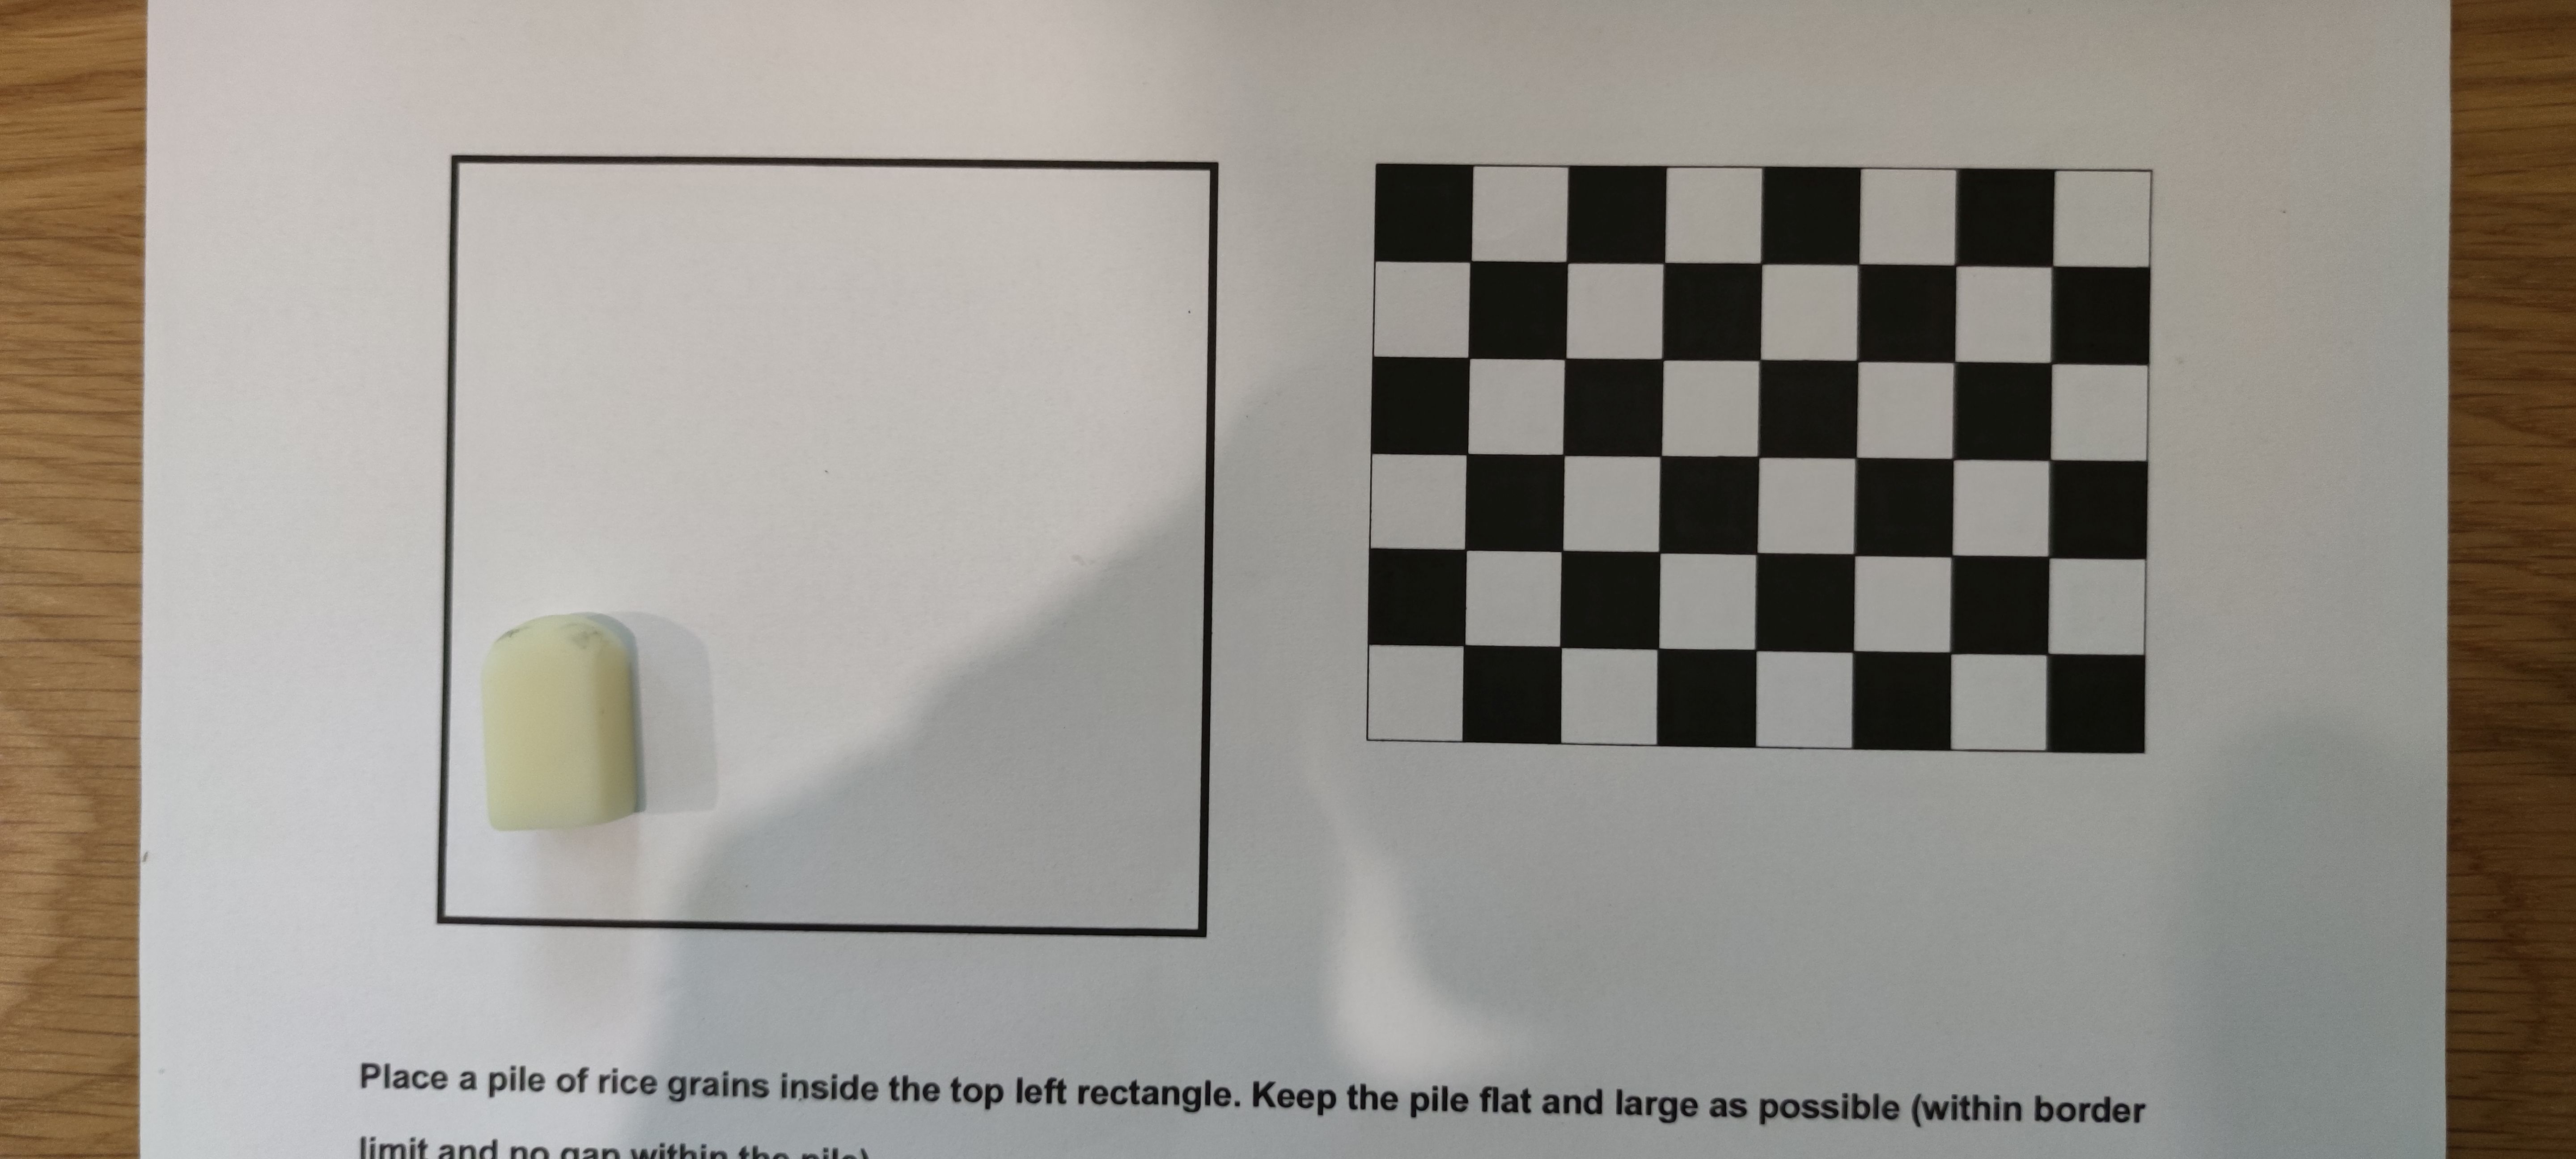 Place a pile of rice grains inside the top left rectangle. Keep the pile flat and large as possible (within border
limit and no gap within the pile)